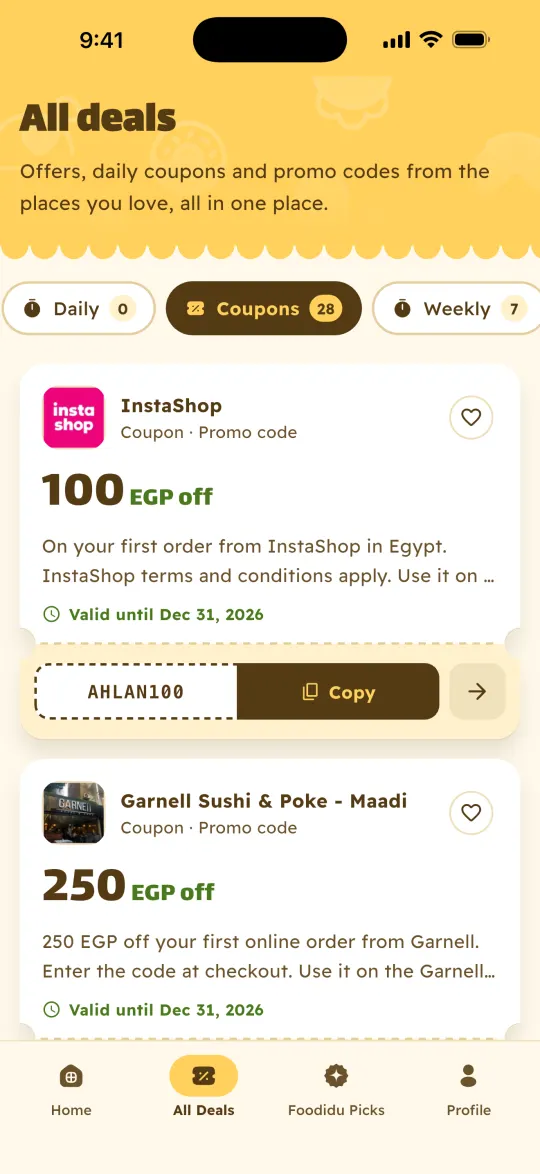 9:41
All deals
Offers, daily coupons and promo codes from the
places you love, all in one place.
Daily 0
Coupons 28
Weekly 7
insta
shop
InstaShop
Coupon · Promo code
100 EGP off
On your first order from InstaShop in Egypt.
InstaShop terms and conditions apply. Use it on ...
Valid until Dec 31, 2026
AHLAN100
Copy
GARNELL
Garnell Sushi & Poke - Maadi
Coupon · Promo code
250 EGP off
250 EGP off your first online order from Garnell.
Enter the code at checkout. Use it on the Garnell...
Valid until Dec 31, 2026
Home
All Deals
Foodidu Picks
Profile